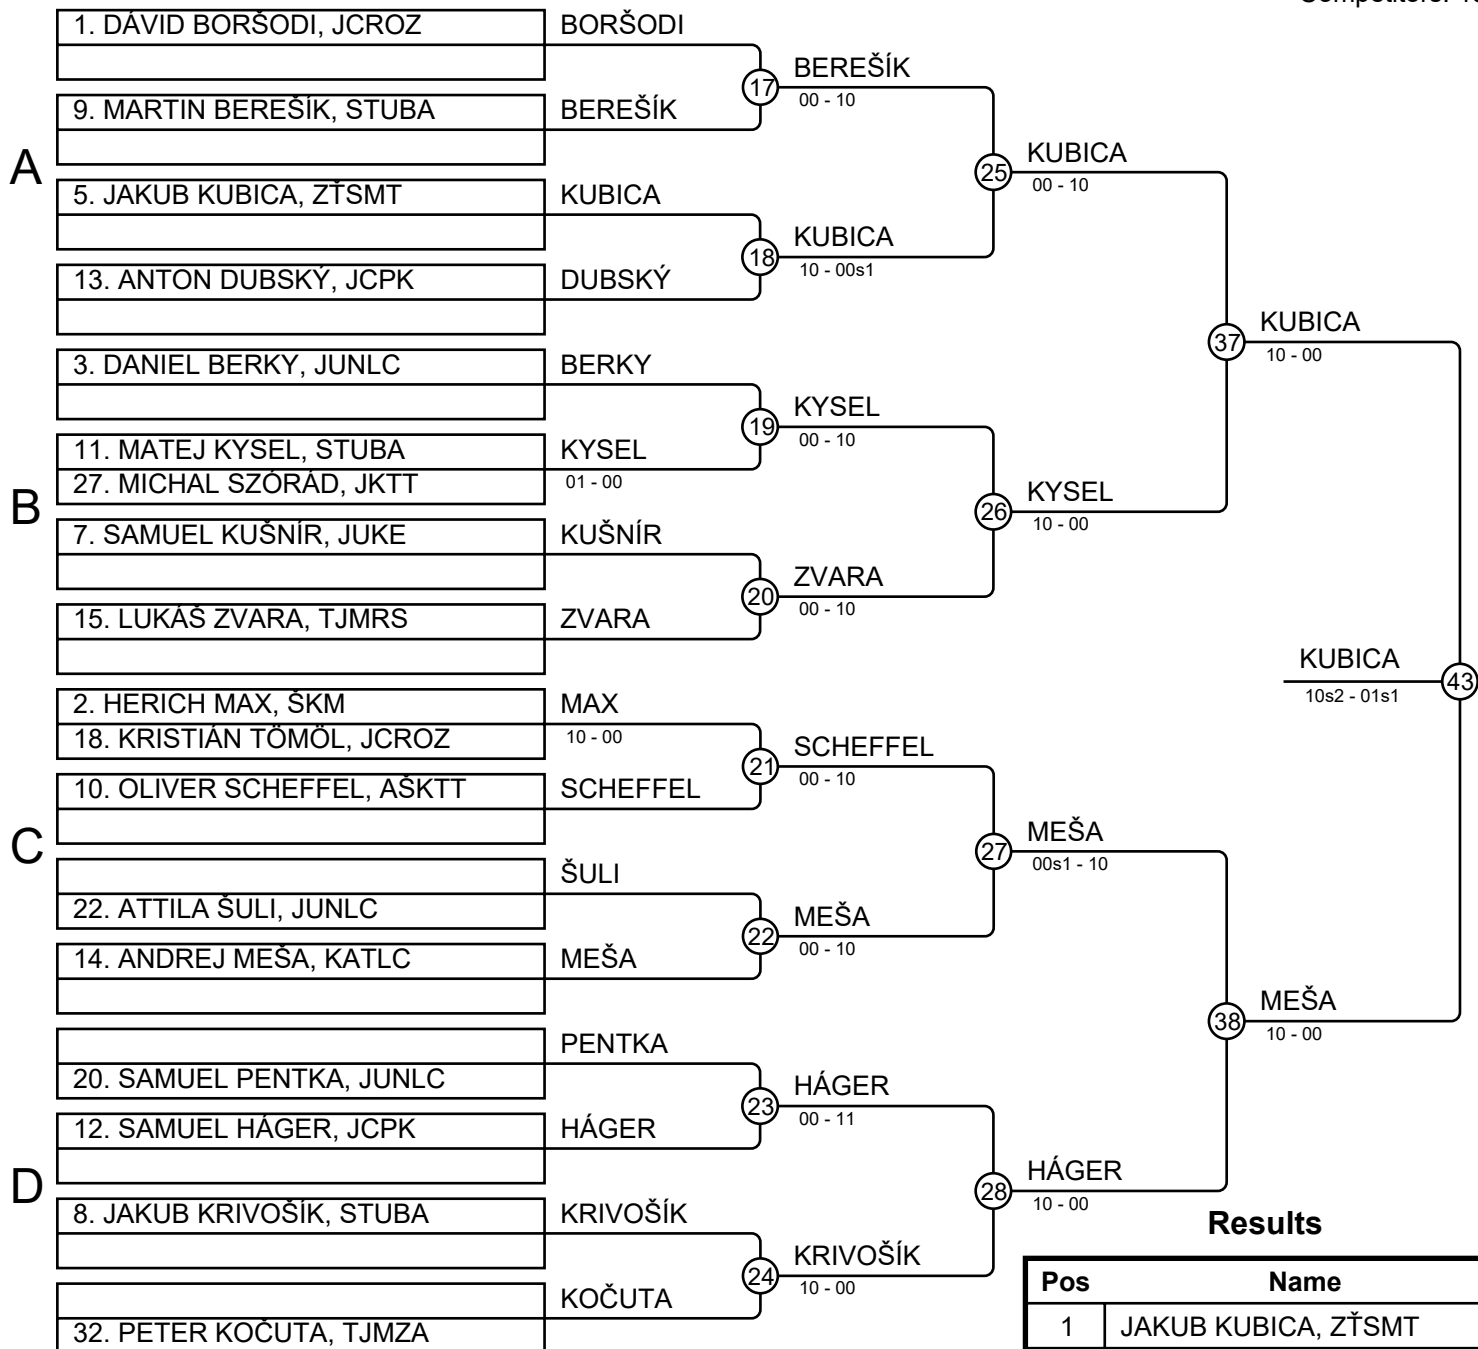 1. DÁVID BORŠODI, JCROZ
BORŠODI
17
BEREŠÍK
00 - 10
9. MARTIN BEREŠÍK, STUBA
BEREŠÍK
A
25
KUBICA
00 - 10
5. JAKUB KUBICA, ZŤSMT
KUBICA
18
KUBICA
10 - 00s1
13. ANTON DUBSKÝ, JCPK
DUBSKÝ
37
KUBICA
10 - 00
3. DANIEL BERKY, JUNLC
BERKY
19
KYSEL
00 - 10
11. MATEJ KYSEL, STUBA
KYSEL
27. MICHAL SZÓRÁD, JKTT
01 - 00
B
26
KYSEL
10 - 00
7. SAMUEL KUŠNÍR, JUKE
KUŠNÍR
20
ZVARA
00 - 10
15. LUKÁŠ ZVARA, TJMRS
ZVARA
KUBICA
43
10s2 - 01s1
2. HERICH MAX, ŠKM
MAX
18. KRISTIÁN TÖMÖL, JCROZ
10 - 00
21
SCHEFFEL
00 - 10
10. OLIVER SCHEFFEL, AŠKTT
SCHEFFEL
C
27
MEŠA
00s1 - 10
ŠULI
22. ATTILA ŠULI, JUNLC
22
MEŠA
00 - 10
14. ANDREJ MEŠA, KATLC
MEŠA
38
MEŠA
10 - 00
PENTKA
20. SAMUEL PENTKA, JUNLC
23
HÁGER
00 - 11
12. SAMUEL HÁGER, JCPK
HÁGER
D
28
HÁGER
10 - 00
8. JAKUB KRIVOŠÍK, STUBA
KRIVOŠÍK
24
KRIVOŠÍK
10 - 00
KOČUTA
32. PETER KOČUTA, TJMZA
Results
Pos Name
1 JAKUB KUBICA, ZŤSMT